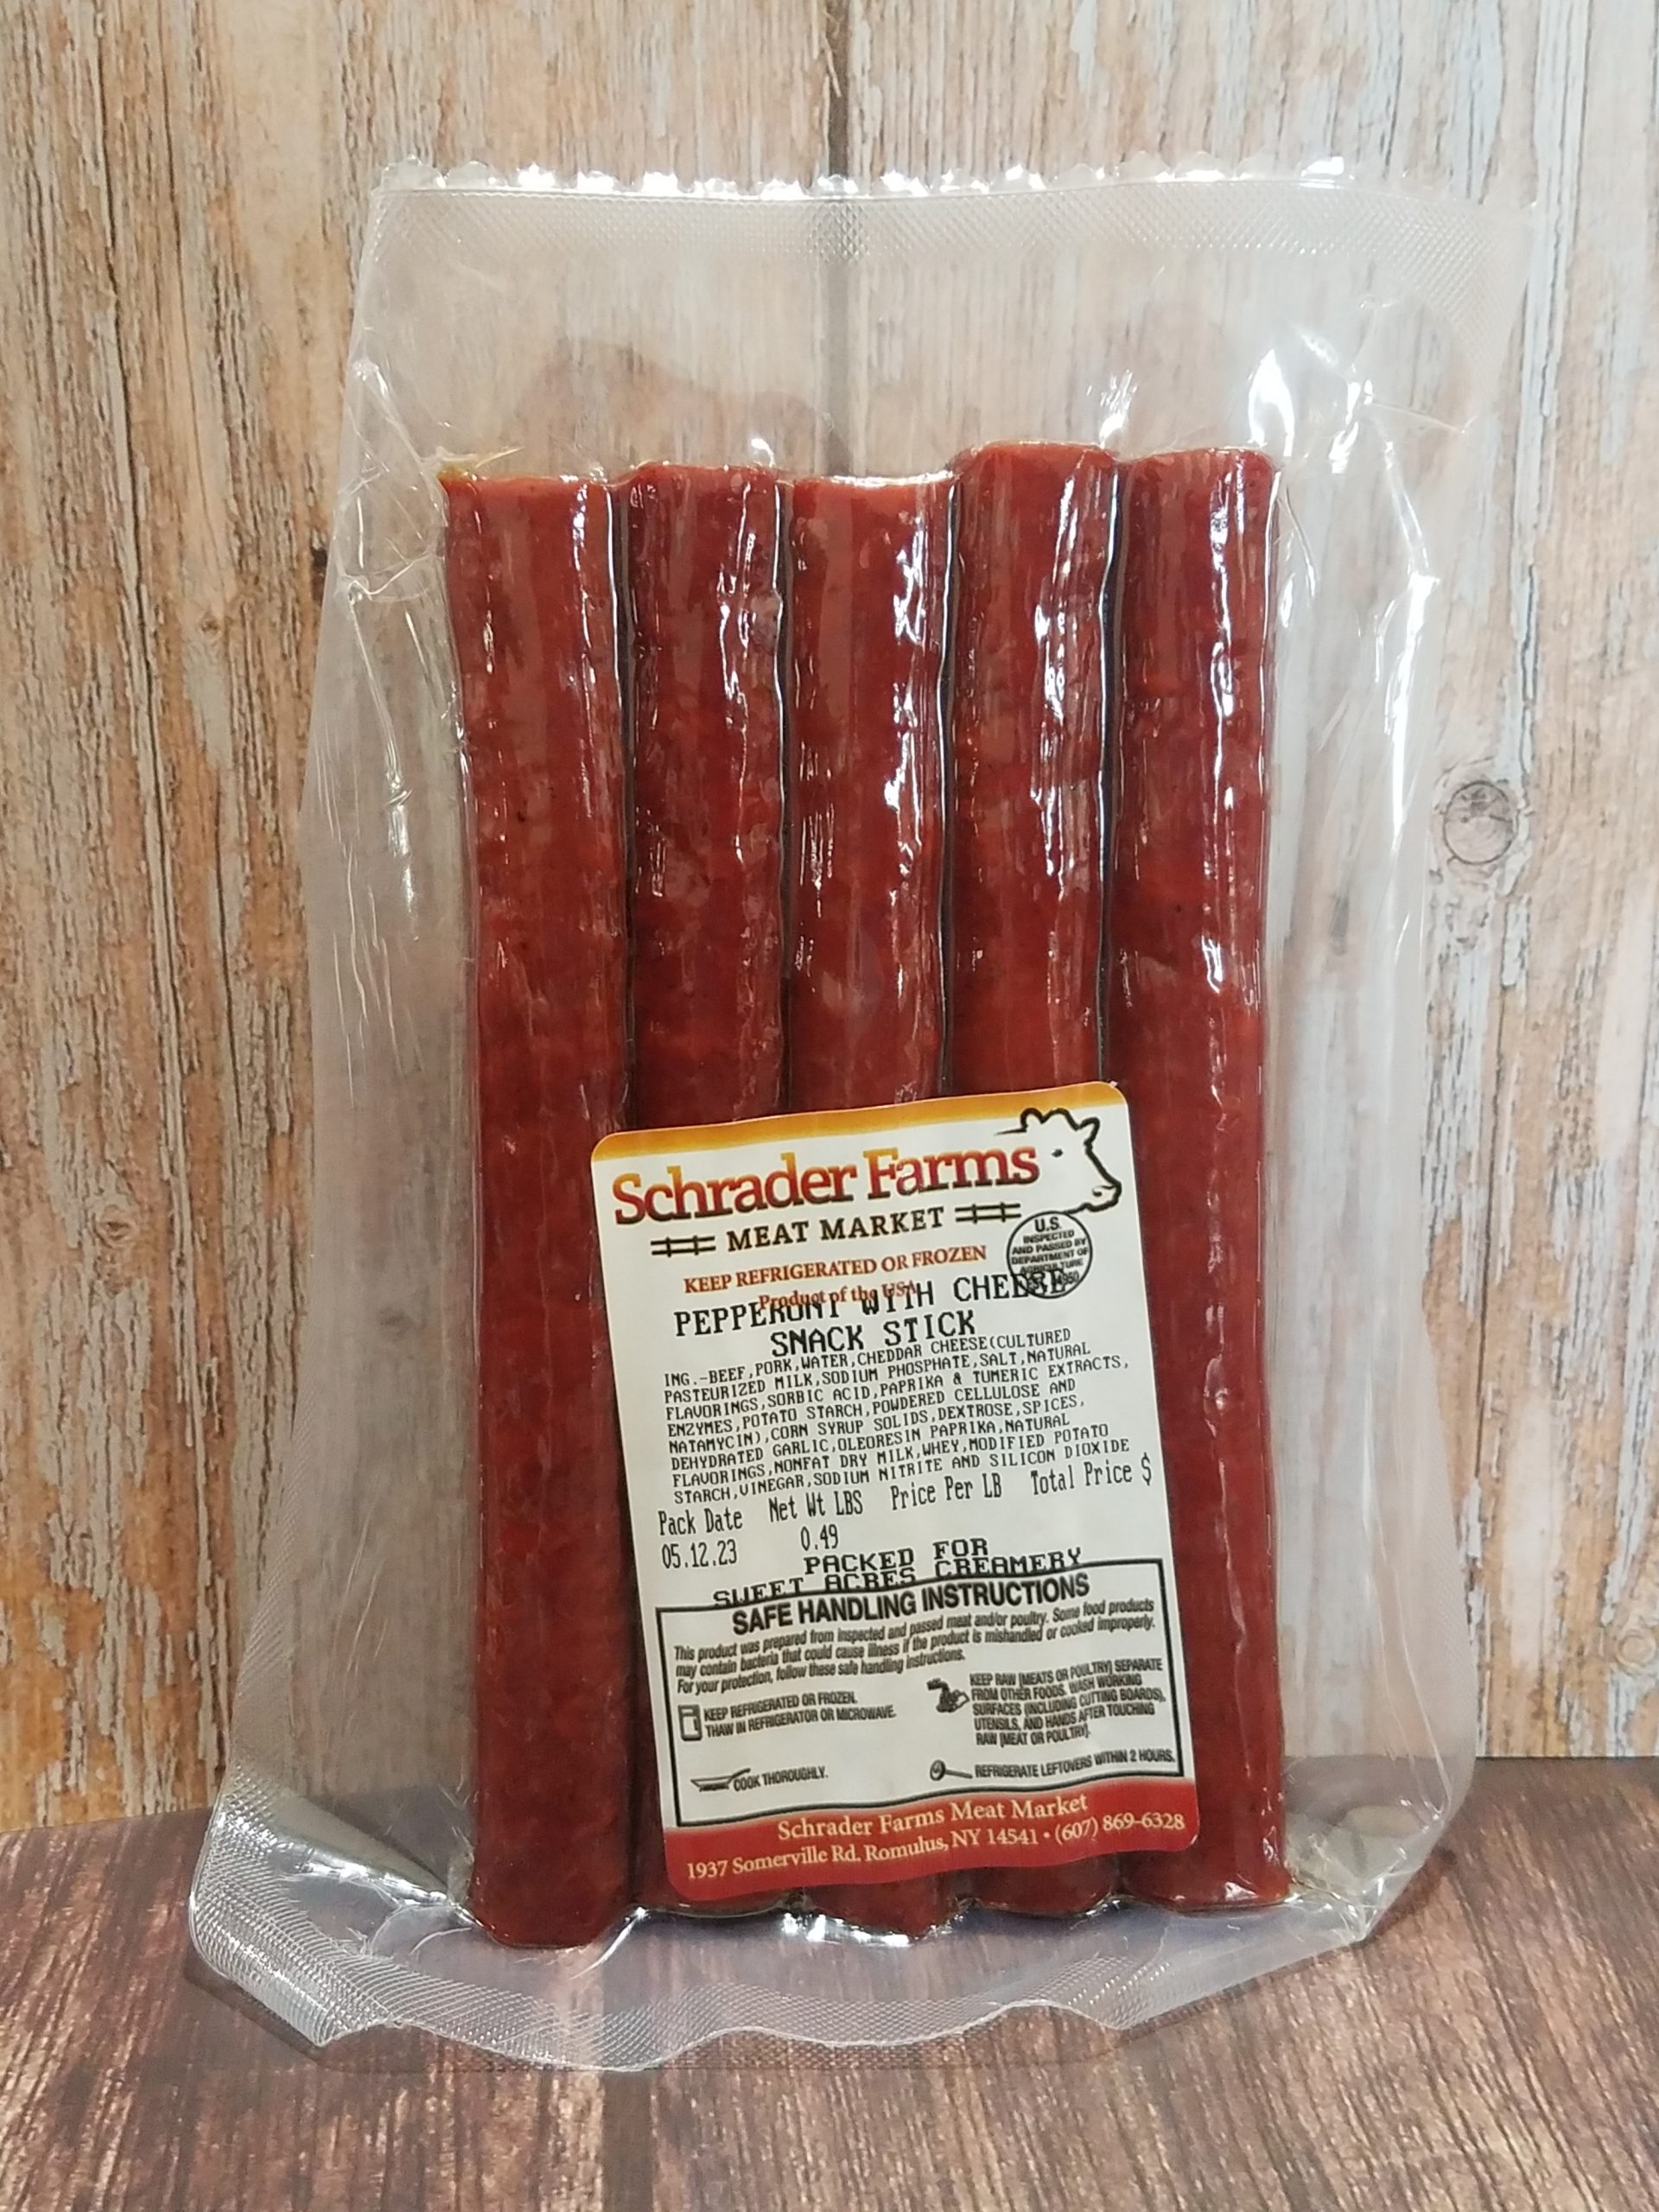 Schrader Farms
MEAT MARKET
U.S.
INSPECTED
AND PASSED BY
DEPARTMENT OF
AGRICULTURE
KEEP REFRIGERATED OR FROZEN
Product of the USA
PEPPERONI WITH CHEESE
SNACK STICK
ING.-BEEF,PORK,WATER,CHEDDAR CHEESE(CULTURED
PASTEURIZED MILK,SODIUM PHOSPHATE,SALT,NATURAL
FLAVORINGS,SORBIC ACID,PAPRIKA & TUMERIC EXTRACTS,
ENZYMES,POTATO STARCH,POWDERED CELLULOSE AND
NATAMYCIN),CORN SYRUP SOLIDS,DEXTROSE,SPICES,
DEHYDRATED GARLIC,OLEORESIN PAPRIKA,NATURAL
FLAVORINGS,NONFAT DRY MILK,WHEY,MODIFIED POTATO
STARCH,VINEGAR,SODIUM NITRITE AND SILICON DIOXIDE
Pack Date Net Wt LBS Price Per LB Total Price $
05.12.23 0.49
PACKED FOR
SWEET ACRES CREAMERY
SAFE HANDLING INSTRUCTIONS
This product was prepared from inspected and passed meat and/or poultry. Some food products
may contain bacteria that could cause illness if the product is mishandled or cooked improperly.
For your protection, follow these safe handling instructions.
KEEP REFRIGERATED OR FROZEN.
THAW IN REFRIGERATOR OR MICROWAVE.
KEEP RAW [MEATS OR POULTRY] SEPARATE
FROM OTHER FOODS. WASH WORKING
SURFACES (INCLUDING CUTTING BOARDS),
UTENSILS, AND HANDS AFTER TOUCHING
RAW [MEAT OR POULTRY].
COOK THOROUGHLY.
REFRIGERATE LEFTOVERS WITHIN 2 HOURS.
Schrader Farms Meat Market
1937 Somerville Rd. Romulus, NY 14541 • (607) 869-6328